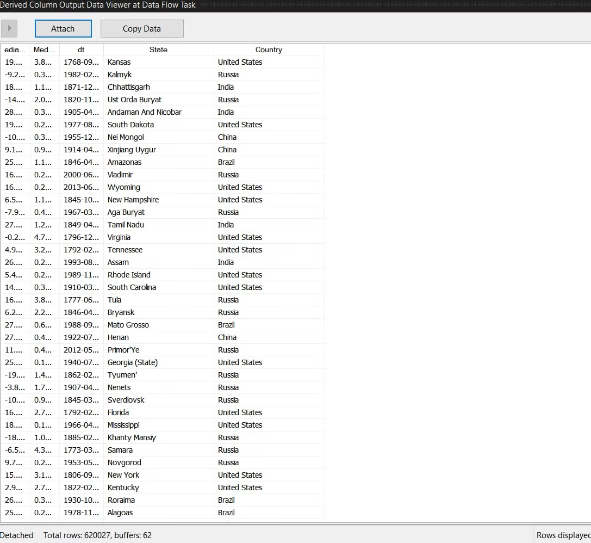 Derived Column Output Data Viewer at Data Flow Task
Attach Copy Data
edia... Med... dt State Country
19.... 3.8... 1768-09... Kansas United States
-9.2... 0.3... 1982-02... Kalmyk Russia
18.... 1.1... 1871-12... Chhattisgarh India
-14.... 2.0... 1820-11... Ust Orda Buryat Russia
28.... 0.3... 1905-04... Andaman And Nicobar India
19.... 0.2... 1977-08... South Dakota United States
-10.... 0.3... 1955-12... Nei Mongol China
9.1... 0.9... 1914-04... Xinjiang Uygur China
25.... 1.1... 1846-04... Amazonas Brazil
16.... 0.2... 2000-06... Vladimir Russia
16.... 0.2... 2013-06... Wyoming United States
6.5... 1.1... 1845-10... New Hampshire United States
-7.9... 0.4... 1967-03... Aga Buryat Russia
27.... 1.2... 1849-04... Tamil Nadu India
-0.2... 4.7... 1796-12... Virginia United States
4.9... 3.2... 1792-02... Tennessee United States
26.... 0.2... 1993-08... Assam India
5.4... 0.2... 1989-11... Rhode Island United States
14.... 0.3... 1910-03... South Carolina United States
16.... 3.8... 1777-06... Tula Russia
6.2... 2.2... 1846-04... Bryansk Russia
27.... 0.6... 1988-09... Mato Grosso Brazil
27.... 0.4... 1922-07... Henan China
11.... 0.4... 2012-05... Primor'Ye Russia
25.... 0.1... 1940-07... Georgia (State) United States
-19.... 1.4... 1862-02... Tyumen' Russia
-3.8... 1.7... 1907-04... Nenets Russia
-10.... 0.9... 1845-03... Sverdlovsk Russia
16.... 2.7... 1792-02... Florida United States
18.... 0.1... 1966-04... Mississippi United States
-18.... 1.0... 1885-02... Khanty Mansiy Russia
-6.5... 4.3... 1773-03... Samara Russia
9.7... 0.2... 1953-05... Novgorod Russia
15.... 3.1... 1806-09... New York United States
2.9... 2.7... 1822-02... Kentucky United States
26.... 0.3... 1930-10... Roraima Brazil
25.... 0.2... 1978-11... Alagoas Brazil
Detached Total rows: 620027, buffers: 62 Rows displayed